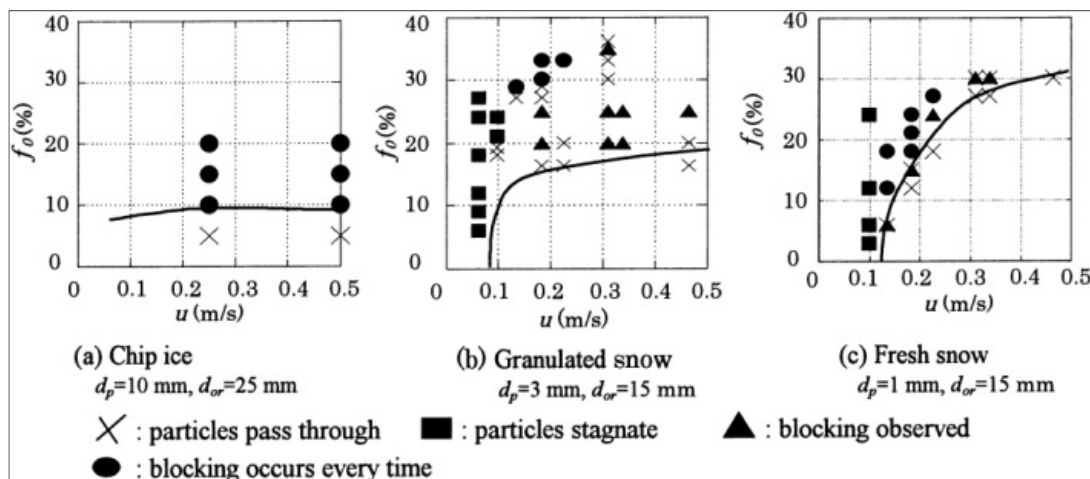 40
30
20
10
0
f₀(%)
0 0.1 0.2 0.3 0.4 0.5
u (m/s)
(a) Chip ice
dₚ=10 mm, dₒᵣ=25 mm
40
30
20
10
0
f₀(%)
0 0.1 0.2 0.3 0.4 0.5
u (m/s)
(b) Granulated snow
dₚ=3 mm, dₒᵣ=15 mm
40
30
20
10
0
f₀(%)
0 0.1 0.2 0.3 0.4 0.5
u (m/s)
(c) Fresh snow
dₚ=1 mm, dₒᵣ=15 mm
: particles pass through
: particles stagnate
: blocking observed
: blocking occurs every time